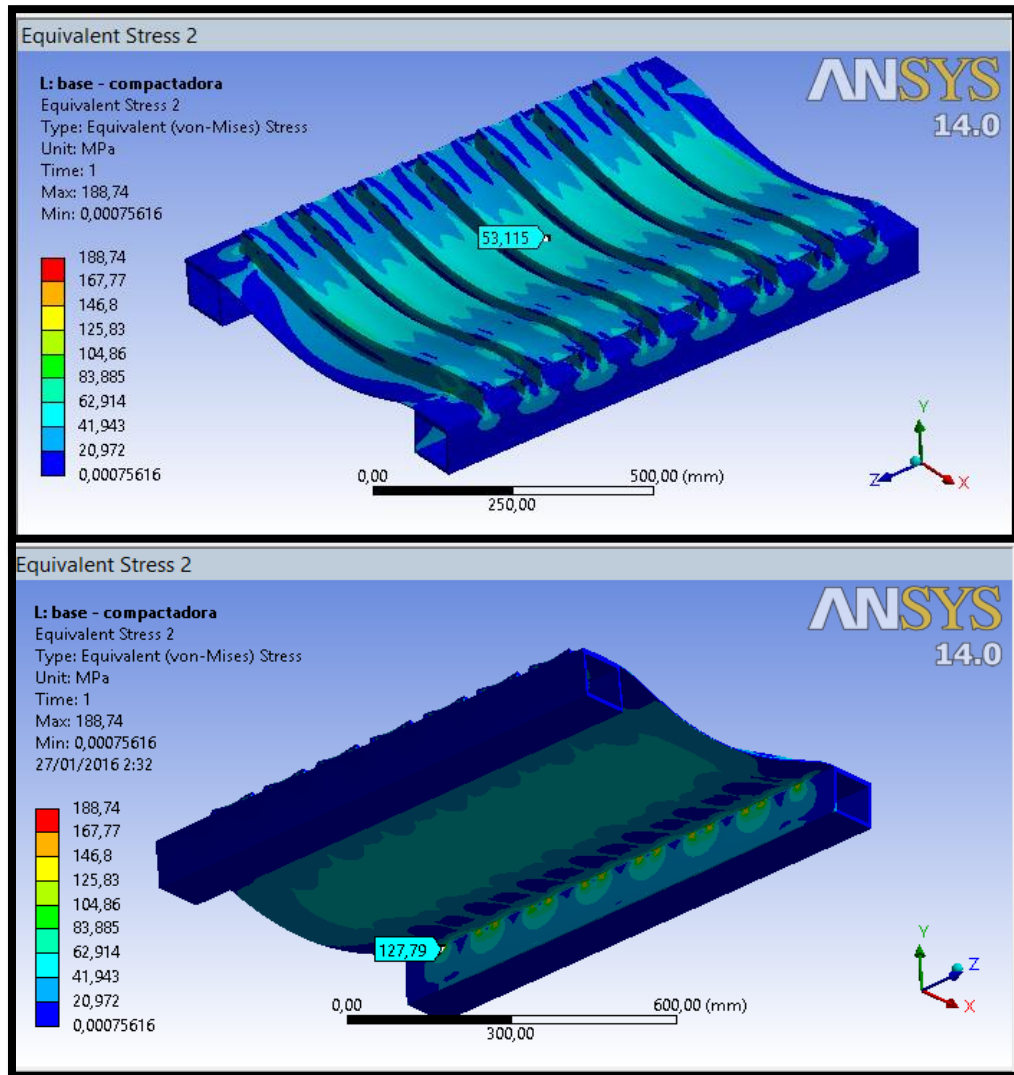 Equivalent Stress 2
L: base - compactadora
Equivalent Stress 2
Type: Equivalent (von-Mises) Stress
Unit: MPa
Time: 1
Max: 188,74
Min: 0,00075616
188,74
167,77
146,8
125,83
104,86
83,885
62,914
41,943
20,972
0,00075616
ANSYS
14.0
53,115
0,00
500,00 (mm)
250,00
Y
Z
X
Equivalent Stress 2
L: base - compactadora
Equivalent Stress 2
Type: Equivalent (von-Mises) Stress
Unit: MPa
Time: 1
Max: 188,74
Min: 0,00075616
27/01/2016 2:32
188,74
167,77
146,8
125,83
104,86
83,885
62,914
41,943
20,972
0,00075616
ANSYS
14.0
127,79
0,00
600,00 (mm)
300,00
Y
Z
X